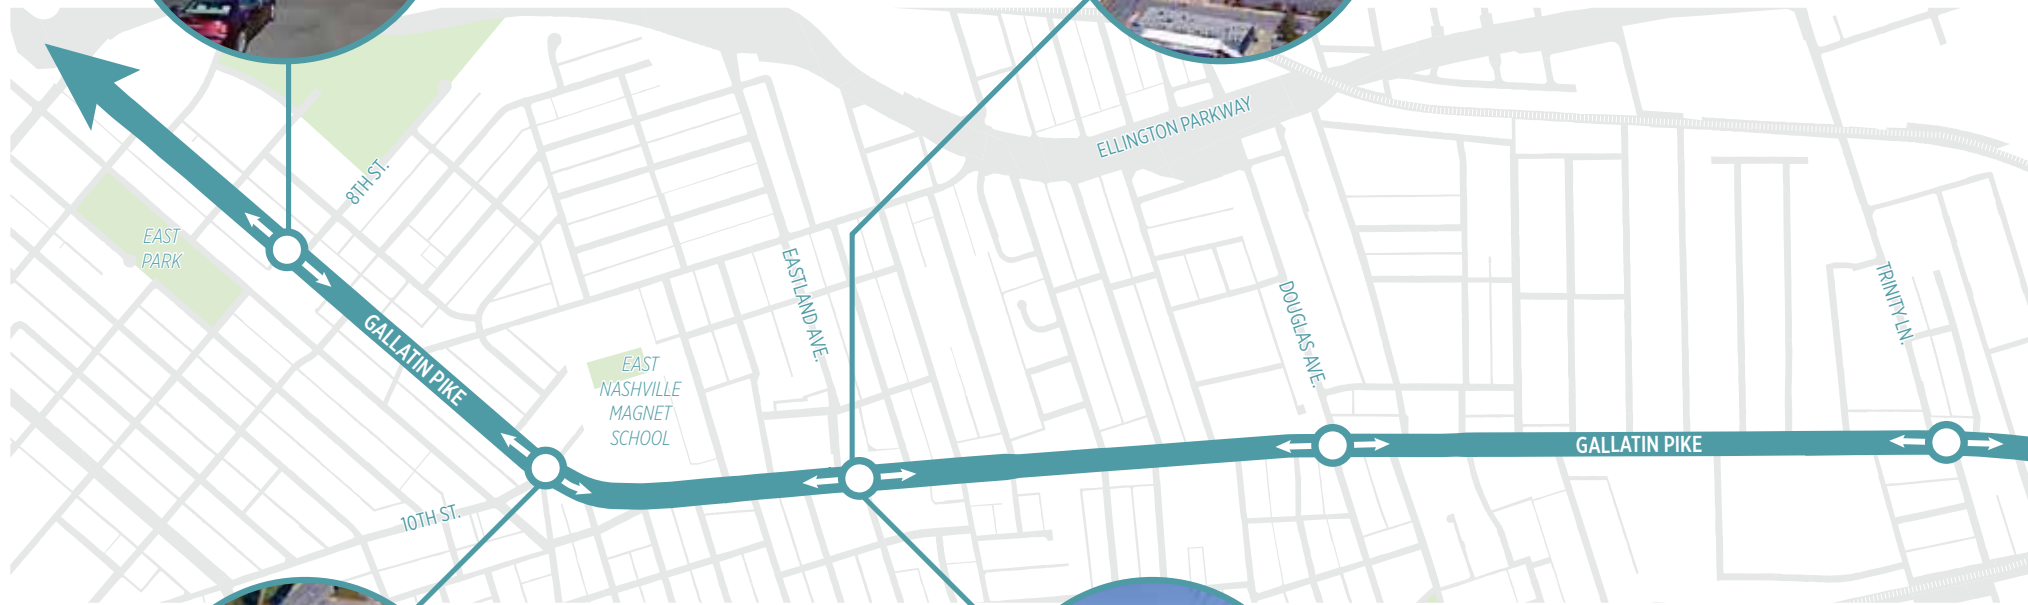 ELLINGTON PARKWAY
8TH ST.
EAST
PARK
EASTLAND AVE.
DOUGLAS AVE.
TRINITY LN.
GALLATIN PIKE
EAST
NASHVILLE
MAGNET
SCHOOL
GALLATIN PIKE
10TH ST.